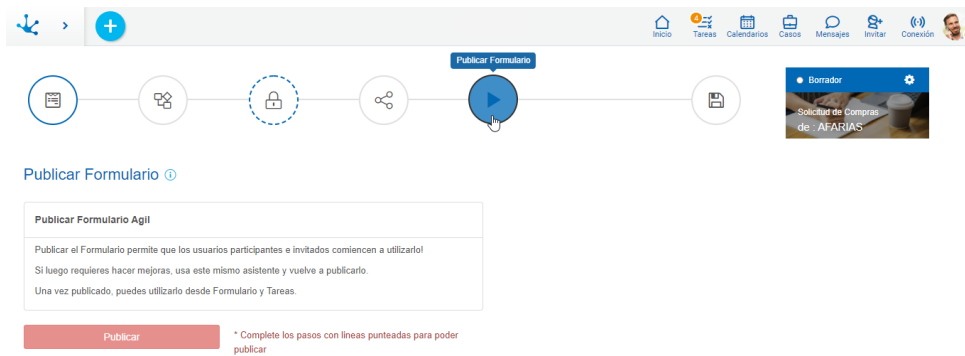 Inicio
4
Tareas
Calendarios
Casos
Mensajes
Invitar
Conexión
Publicar Formulario
Borrador
Solicitud de Compras
de : AFARIAS
Publicar Formulario
Publicar Formulario Agil
Publicar el Formulario permite que los usuarios participantes e invitados comiencen a utilizarlo!
Si luego requieres hacer mejoras, usa este mismo asistente y vuelve a publicarlo.
Una vez publicado, puedes utilizarlo desde Formulario y Tareas.
Publicar
* Complete los pasos con lineas punteadas para poder
publicar